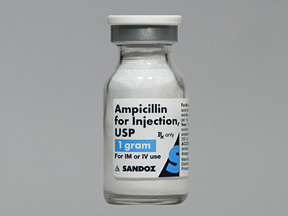 Ampicillin
for Injection,
USP
Rx only
1 gram
For IM or IV use
SANDOZ